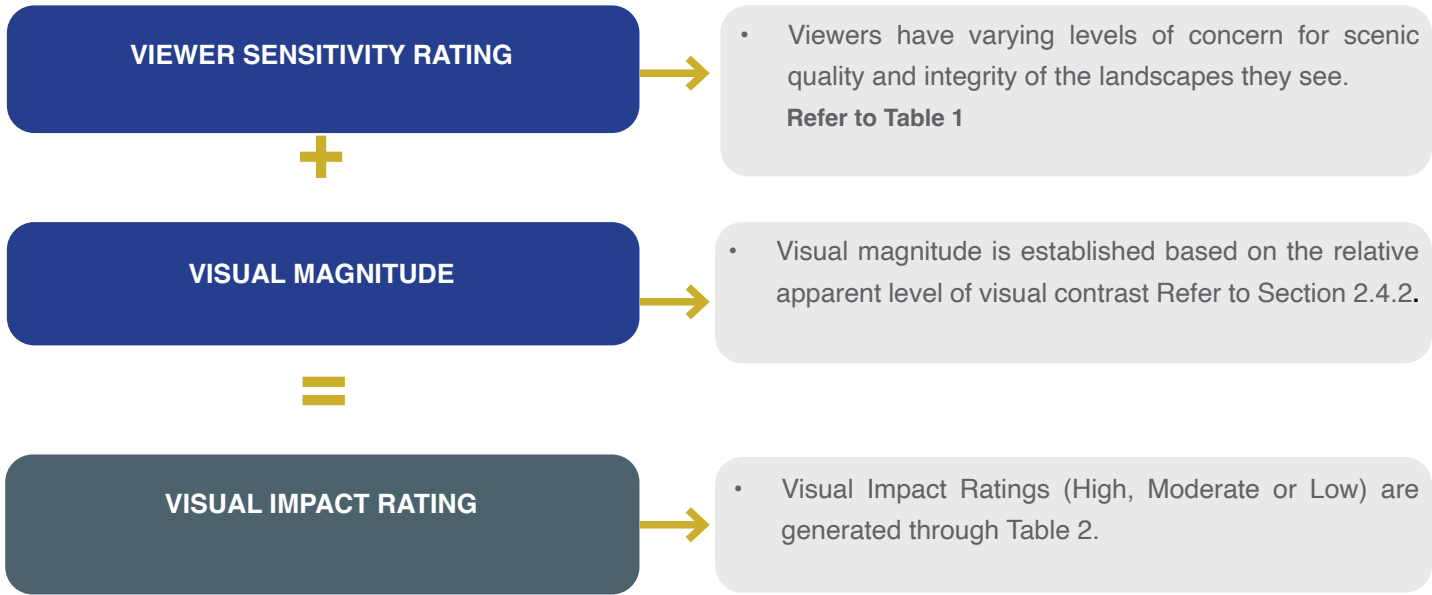 VIEWER SENSITIVITY RATING
• Viewers have varying levels of concern for scenic
quality and integrity of the landscapes they see.
Refer to Table 1
+
VISUAL MAGNITUDE
• Visual magnitude is established based on the relative
apparent level of visual contrast Refer to Section 2.4.2.
=
VISUAL IMPACT RATING
• Visual Impact Ratings (High, Moderate or Low) are
generated through Table 2.